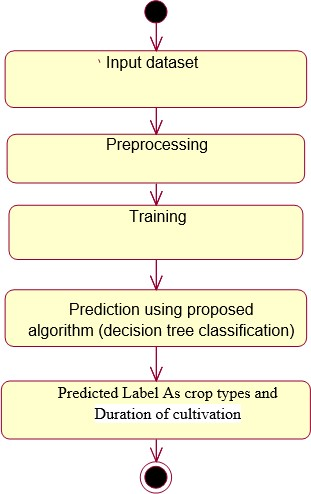 Input dataset
Preprocessing
Training
Prediction using proposed
algorithm (decision tree classification)
Predicted Label As crop types and
Duration of cultivation